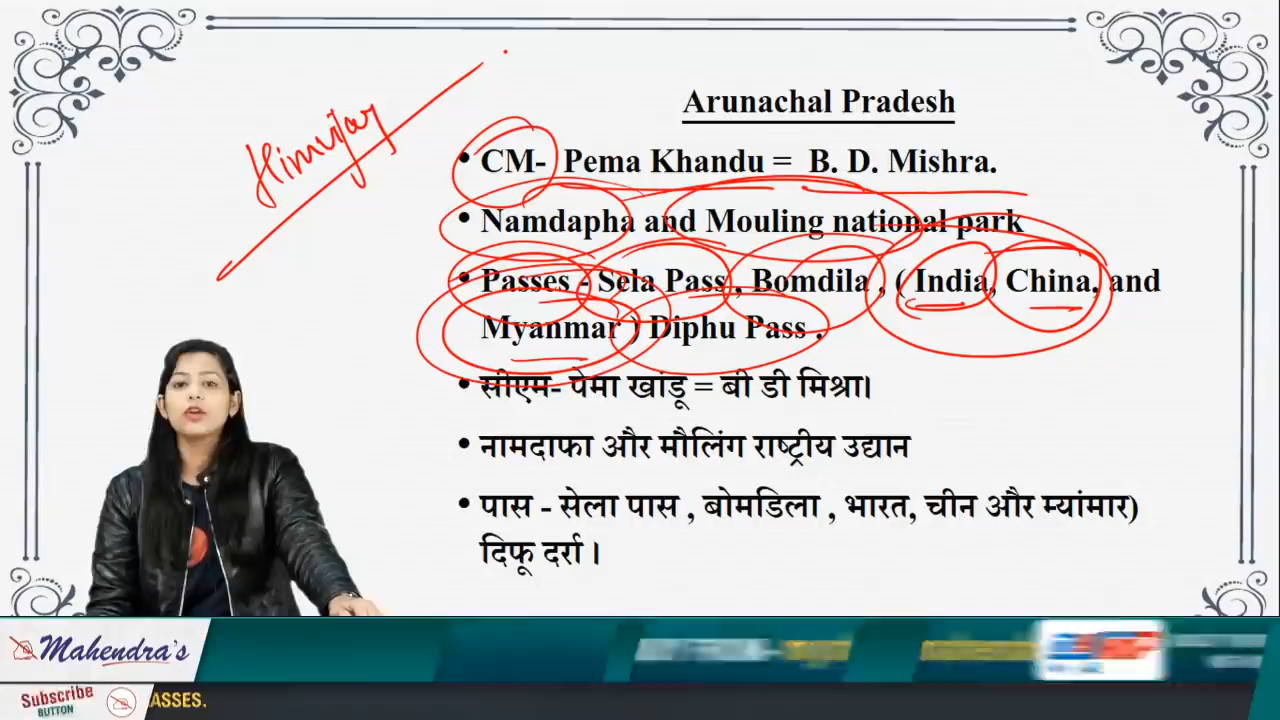 Arunachal Pradesh
Himvijay
• CM- Pema Khandu = B. D. Mishra.
• Namdapha and Mouling national park
• Passes - Sela Pass , Bomdila , ( India, China, and
Myanmar ) Diphu Pass .
• सीएम- पेमा खांडू = बी डी मिश्रा।
• नामदाफा और मौलिंग राष्ट्रीय उद्यान
• पास - सेला पास , बोमडिला , भारत, चीन और म्यांमार)
दिफू दर्रा ।
Mahendra's
Subscribe
BUTTON
ASSES.